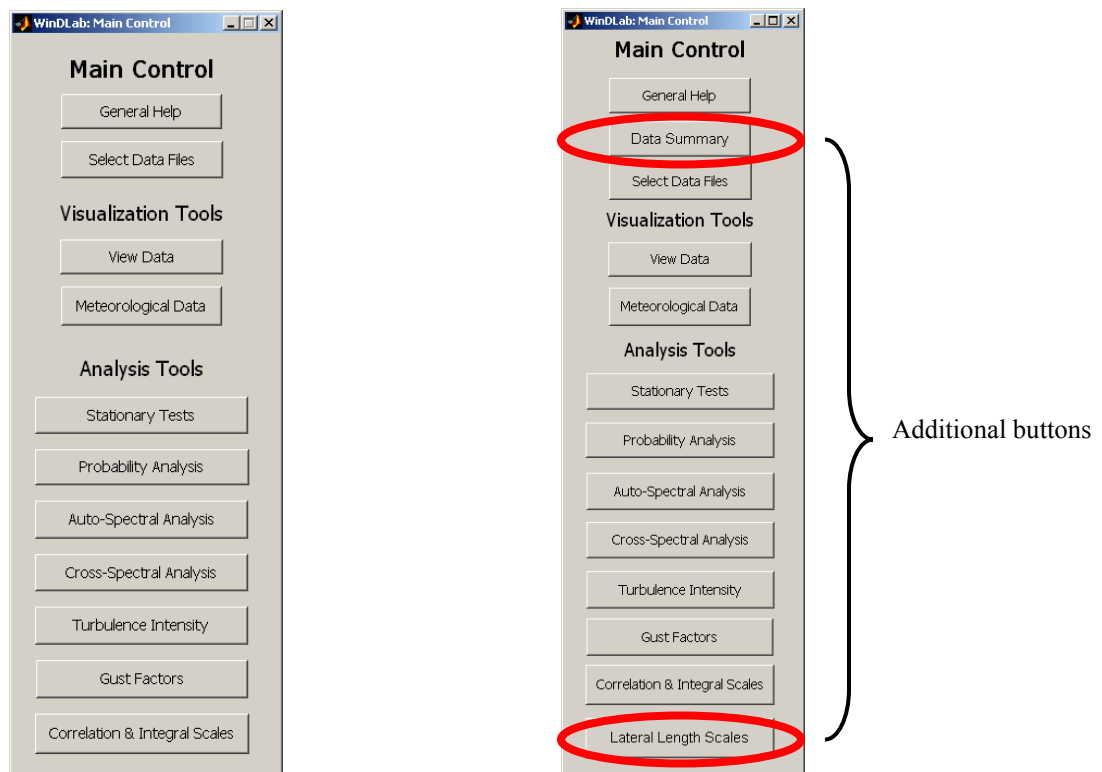 WinDLab: Main Control
Main Control
General Help
Select Data Files
Visualization Tools
View Data
Meteorological Data
Analysis Tools
Stationary Tests
Probability Analysis
Auto-Spectral Analysis
Cross-Spectral Analysis
Turbulence Intensity
Gust Factors
Correlation & Integral Scales
WinDLab: Main Control
Main Control
General Help
Data Summary
Select Data Files
Visualization Tools
View Data
Meteorological Data
Analysis Tools
Stationary Tests
Probability Analysis
Auto-Spectral Analysis
Cross-Spectral Analysis
Turbulence Intensity
Gust Factors
Correlation & Integral Scales
Lateral Length Scales
Additional buttons